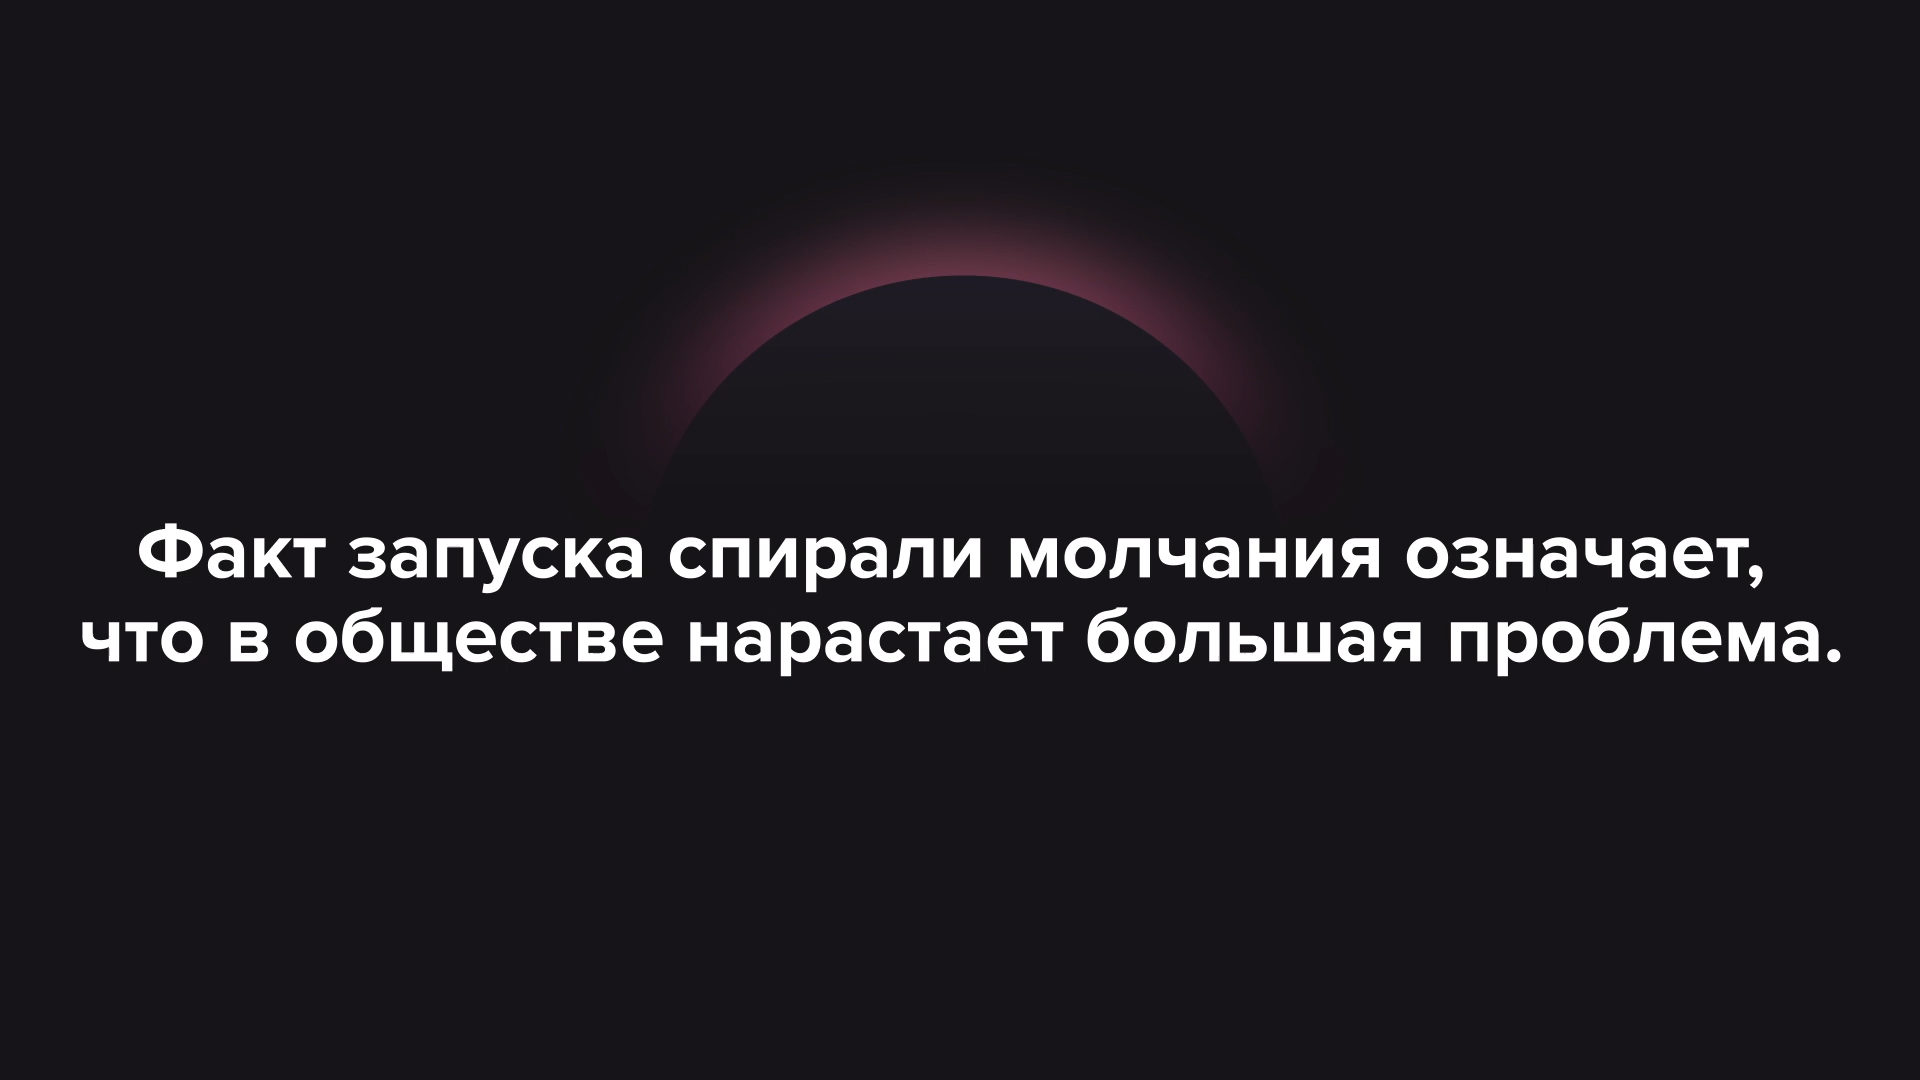 Факт запуска спирали молчания означает,
что в обществе нарастает большая проблема.